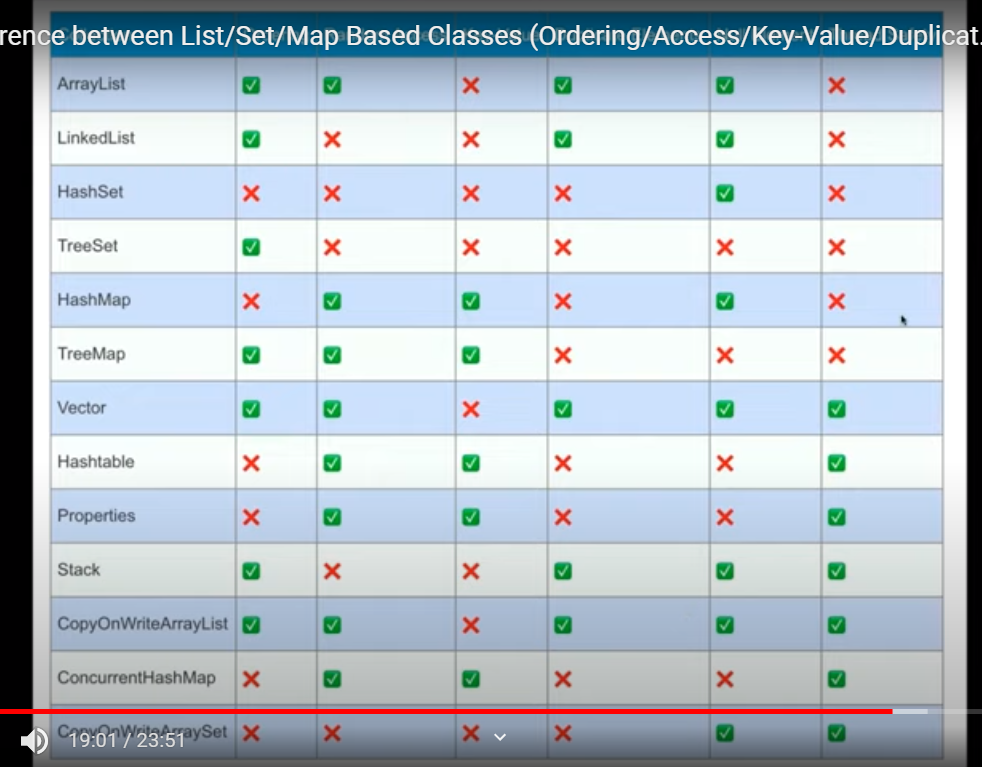 rence between List/Set/Map Based Classes (Ordering/Access/Key-Value/Duplicat...
ArrayList ✅ ✅ ❌ ✅ ✅ ❌
LinkedList ✅ ❌ ❌ ✅ ✅ ❌
HashSet ❌ ❌ ❌ ❌ ✅ ❌
TreeSet ✅ ❌ ❌ ❌ ❌ ❌
HashMap ❌ ✅ ✅ ❌ ✅ ❌
TreeMap ✅ ✅ ✅ ❌ ❌ ❌
Vector ✅ ✅ ❌ ✅ ✅ ✅
Hashtable ❌ ✅ ✅ ❌ ❌ ✅
Properties ❌ ✅ ✅ ❌ ❌ ✅
Stack ✅ ❌ ❌ ✅ ✅ ✅
CopyOnWriteArrayList ✅ ✅ ❌ ✅ ✅ ✅
ConcurrentHashMap ❌ ✅ ✅ ❌ ❌ ✅
CopyOnWriteArraySet ❌ ❌ ❌ ❌ ✅ ✅
19:01 / 23:51